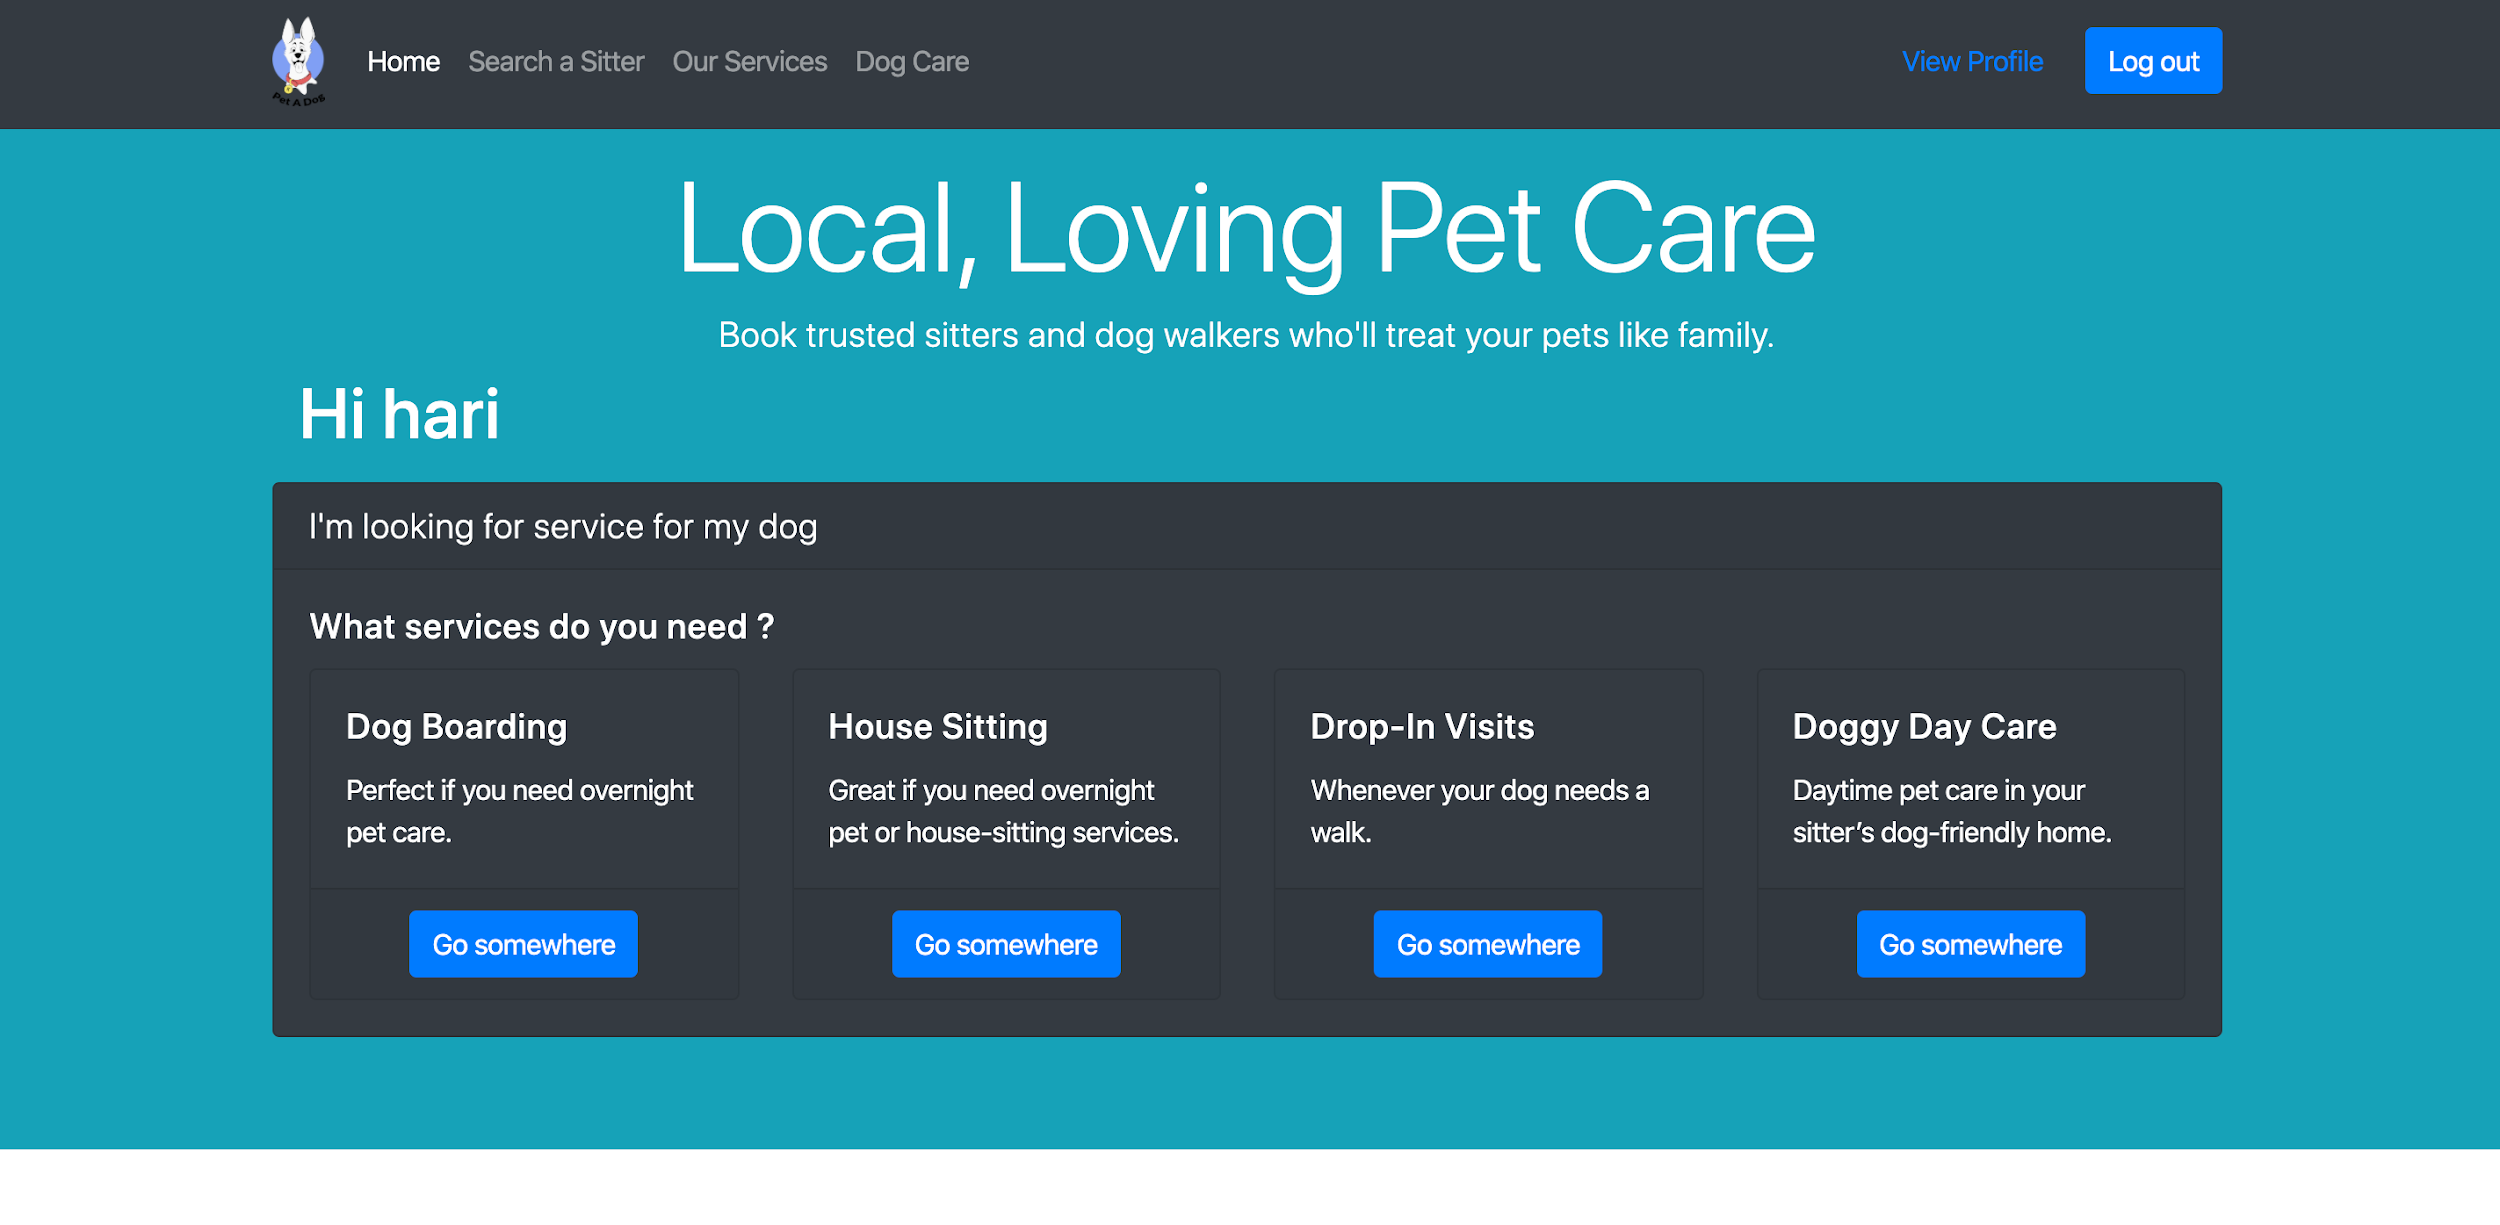 Pet A Dog
Home Search a Sitter Our Services Dog Care View Profile Log out
Local, Loving Pet Care
Book trusted sitters and dog walkers who'll treat your pets like family.
Hi hari
I'm looking for service for my dog
What services do you need ?
Dog Boarding
Perfect if you need overnight
pet care.
Go somewhere
House Sitting
Great if you need overnight
pet or house-sitting services.
Go somewhere
Drop-In Visits
Whenever your dog needs a
walk.
Go somewhere
Doggy Day Care
Daytime pet care in your
sitter’s dog-friendly home.
Go somewhere